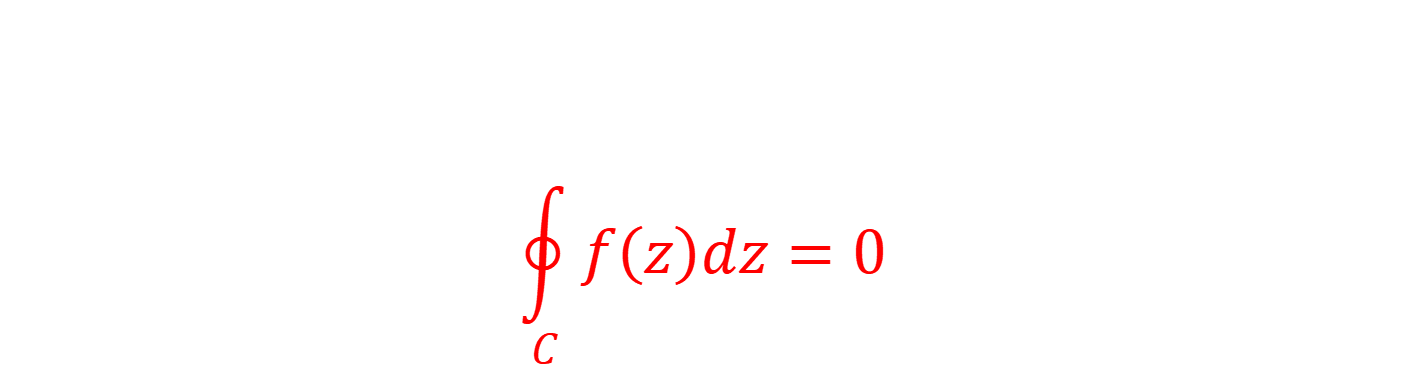 ∮_C f(z)dz = 0